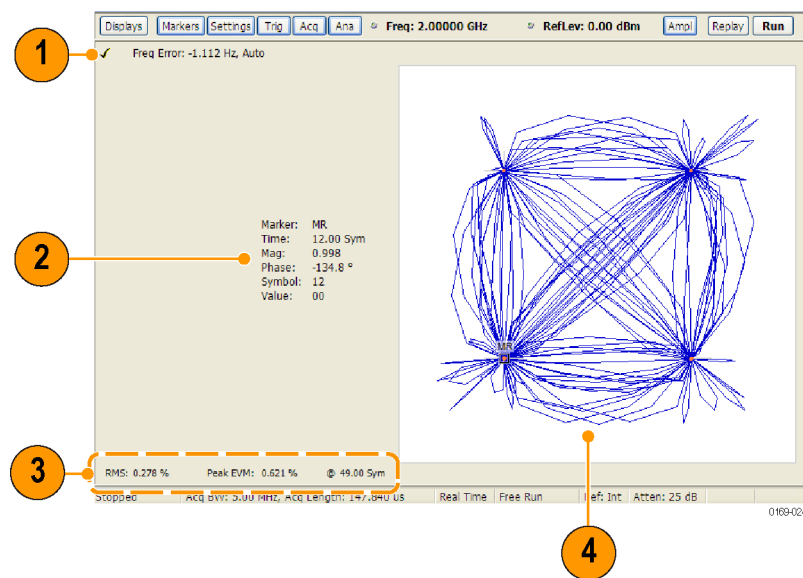 Displays Markers Settings Trig Acq Ana Freq: 2.00000 GHz RefLev: 0.00 dBm Ampl Replay Run
1
Freq Error: -1.112 Hz, Auto
2
Marker: MR
Time: 12.00 Sym
Mag: 0.998
Phase: -134.8 °
Symbol: 12
Value: 00
MR
3
RMS: 0.278 % Peak EVM: 0.621 % @ 49.00 Sym
Stopped Acq BW: 5.00 MHz, Acq Length: 147.840 us Real Time Free Run Ref: Int Atten: 25 dB
4